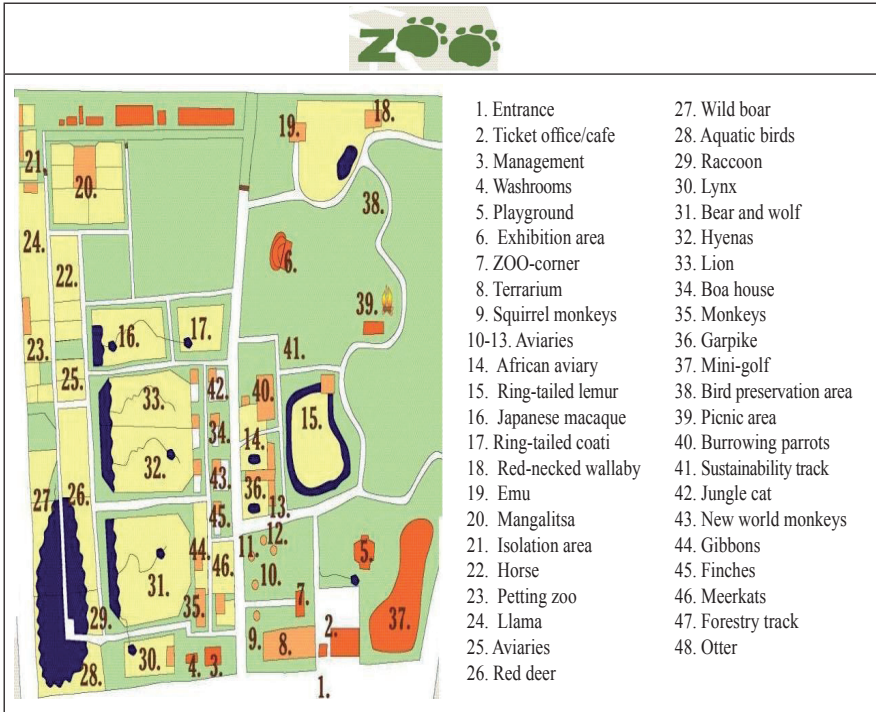 ZOO
19.
18.
21.
20.
38.
24.
6.
22.
39.
16.
17.
41.
23.
25.
42.
40.
33.
15.
34.
14.
32.
43.
36.
27.
26.
13.
45.
12.
44.
11.
5.
46.
31.
10.
7.
35.
37.
29.
2.
9.
8.
30.
4.
3.
28.
1.
1. Entrance
2. Ticket office/cafe
3. Management
4. Washrooms
5. Playground
6. Exhibition area
7. ZOO-corner
8. Terrarium
9. Squirrel monkeys
10-13. Aviaries
14. African aviary
15. Ring-tailed lemur
16. Japanese macaque
17. Ring-tailed coati
18. Red-necked wallaby
19. Emu
20. Mangalitsa
21. Isolation area
22. Horse
23. Petting zoo
24. Llama
25. Aviaries
26. Red deer
27. Wild boar
28. Aquatic birds
29. Raccoon
30. Lynx
31. Bear and wolf
32. Hyenas
33. Lion
34. Boa house
35. Monkeys
36. Garpike
37. Mini-golf
38. Bird preservation area
39. Picnic area
40. Burrowing parrots
41. Sustainability track
42. Jungle cat
43. New world monkeys
44. Gibbons
45. Finches
46. Meerkats
47. Forestry track
48. Otter